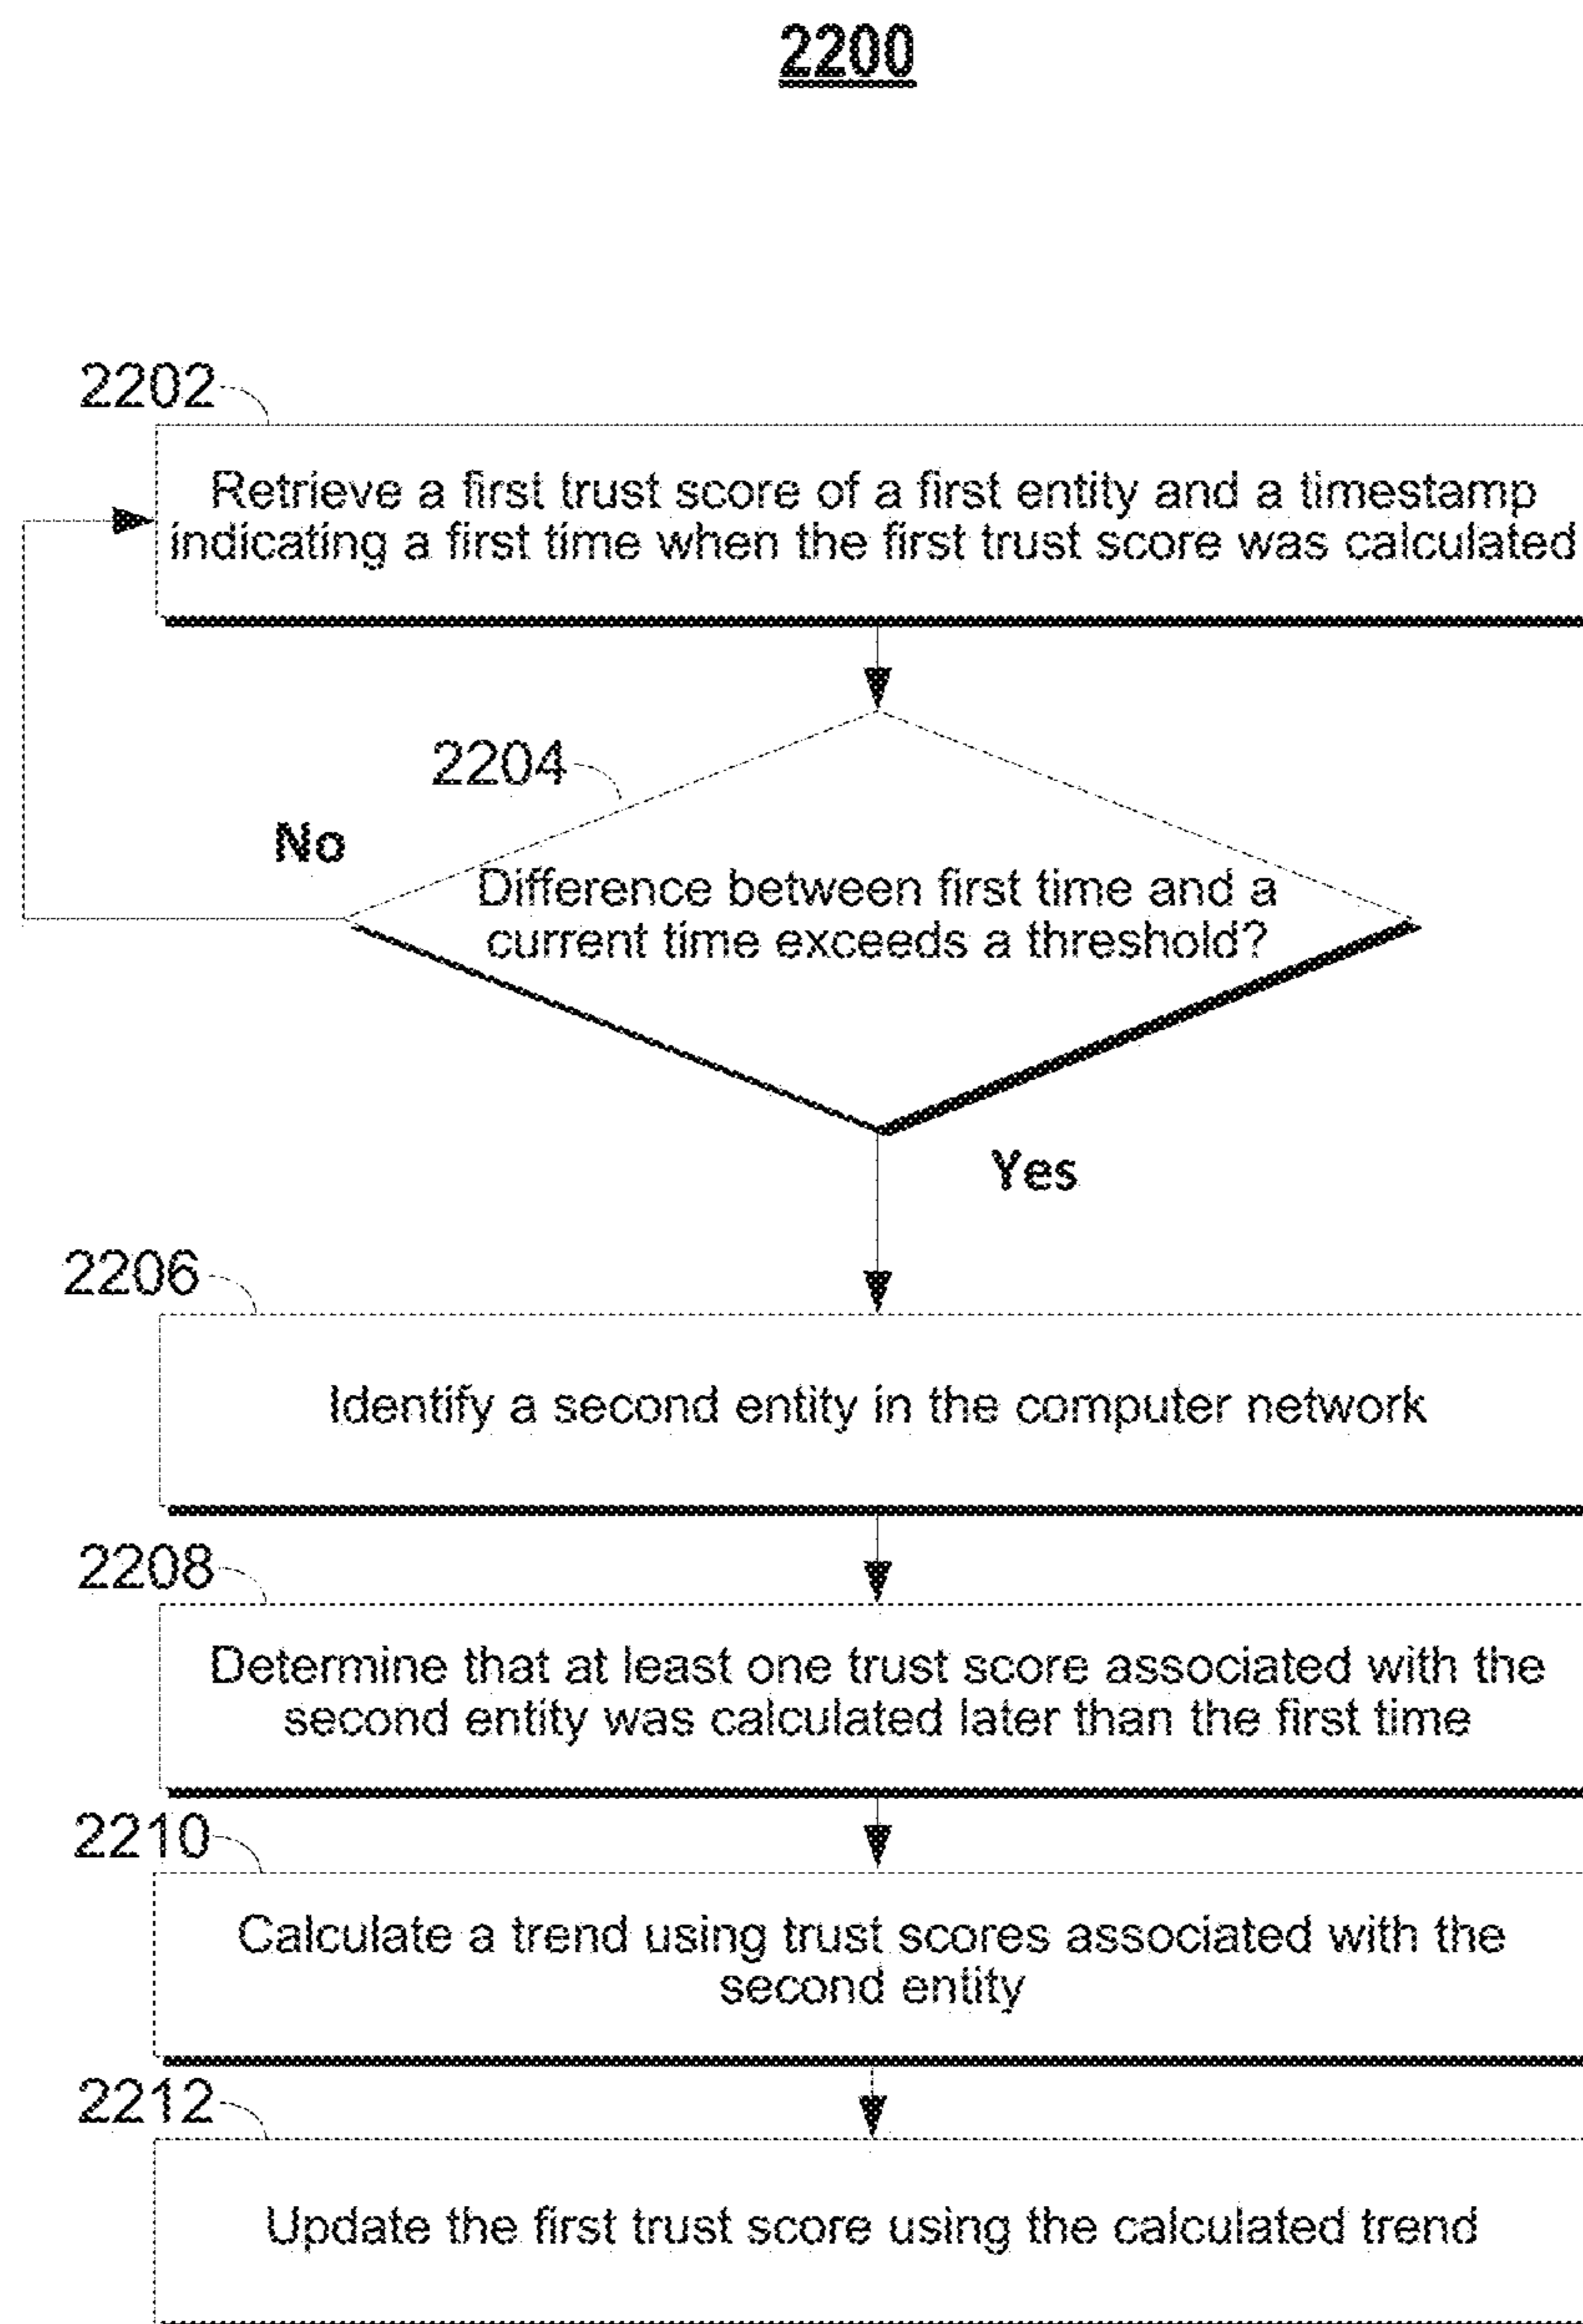 2200
2202
Retrieve a first trust score of a first entity and a timestamp
indicating a first time when the first trust score was calculated
2204
No
Difference between first time and a
current time exceeds a threshold?
Yes
2206
Identify a second entity in the computer network
2208
Determine that at least one trust score associated with the
second entity was calculated later than the first time
2210
Calculate a trend using trust scores associated with the
second entity
2212
Update the first trust score using the calculated trend